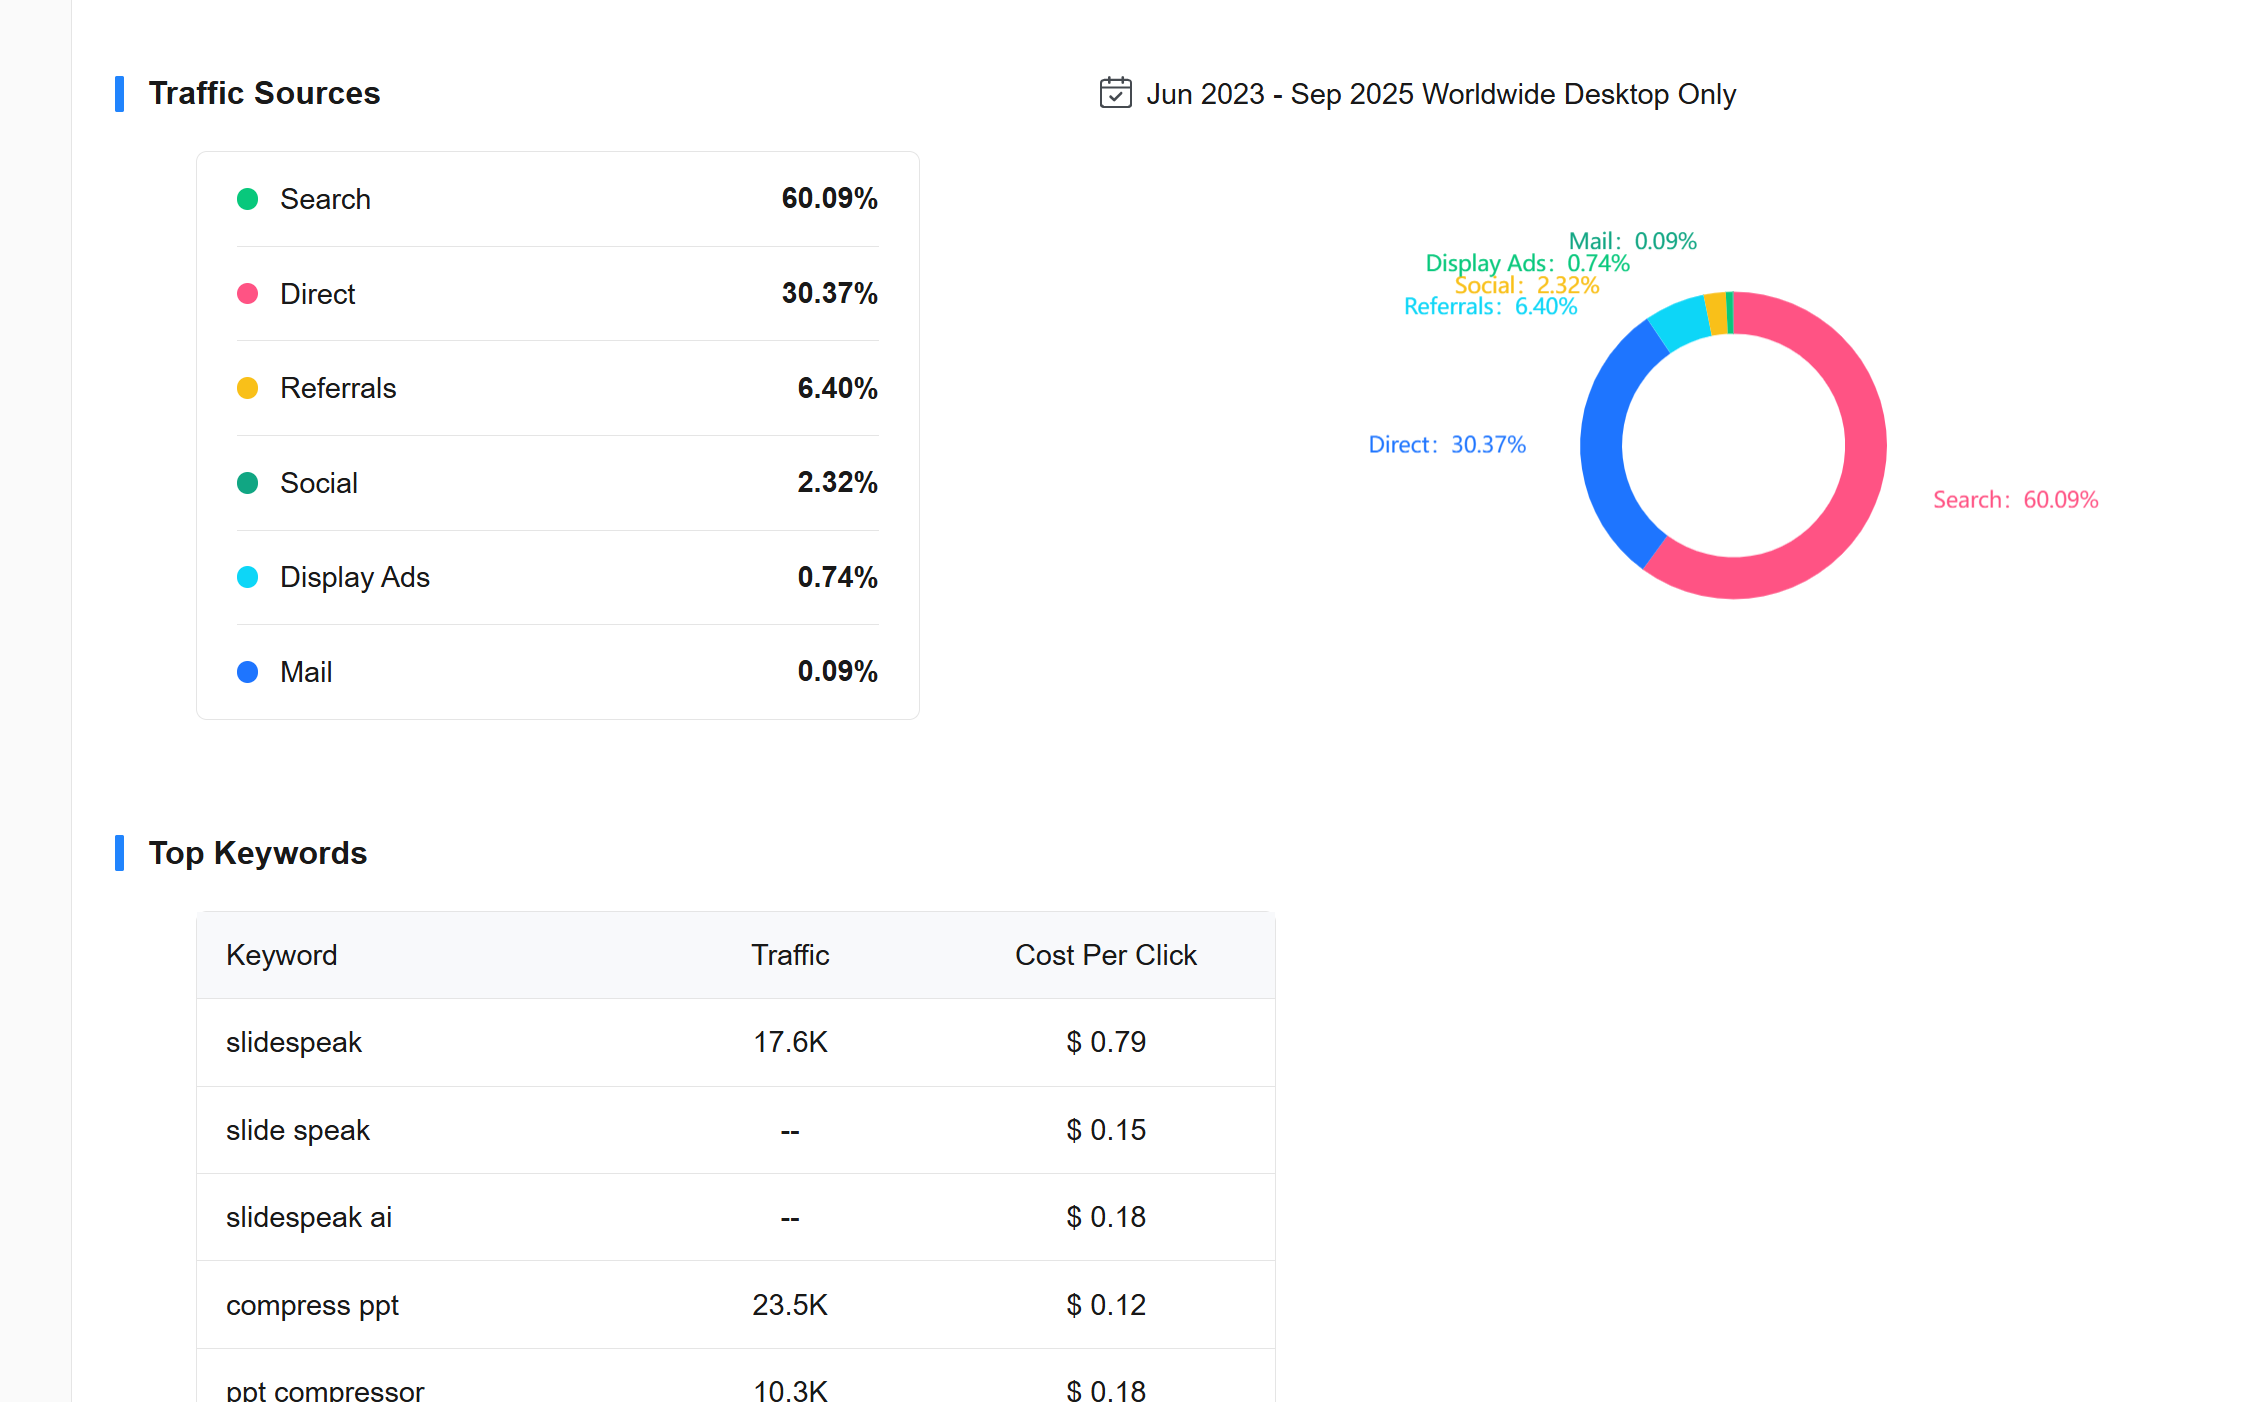 Traffic Sources
Jun 2023 - Sep 2025 Worldwide Desktop Only
Search 60.09%
Direct 30.37%
Referrals 6.40%
Social 2.32%
Display Ads 0.74%
Mail 0.09%
Mail: 0.09%
Display Ads: 0.74%
Social: 2.32%
Referrals: 6.40%
Direct: 30.37%
Search: 60.09%
Top Keywords
Keyword Traffic Cost Per Click
slidespeak 17.6K $ 0.79
slide speak -- $ 0.15
slidespeak ai -- $ 0.18
compress ppt 23.5K $ 0.12
ppt compressor 10.3K $ 0.18